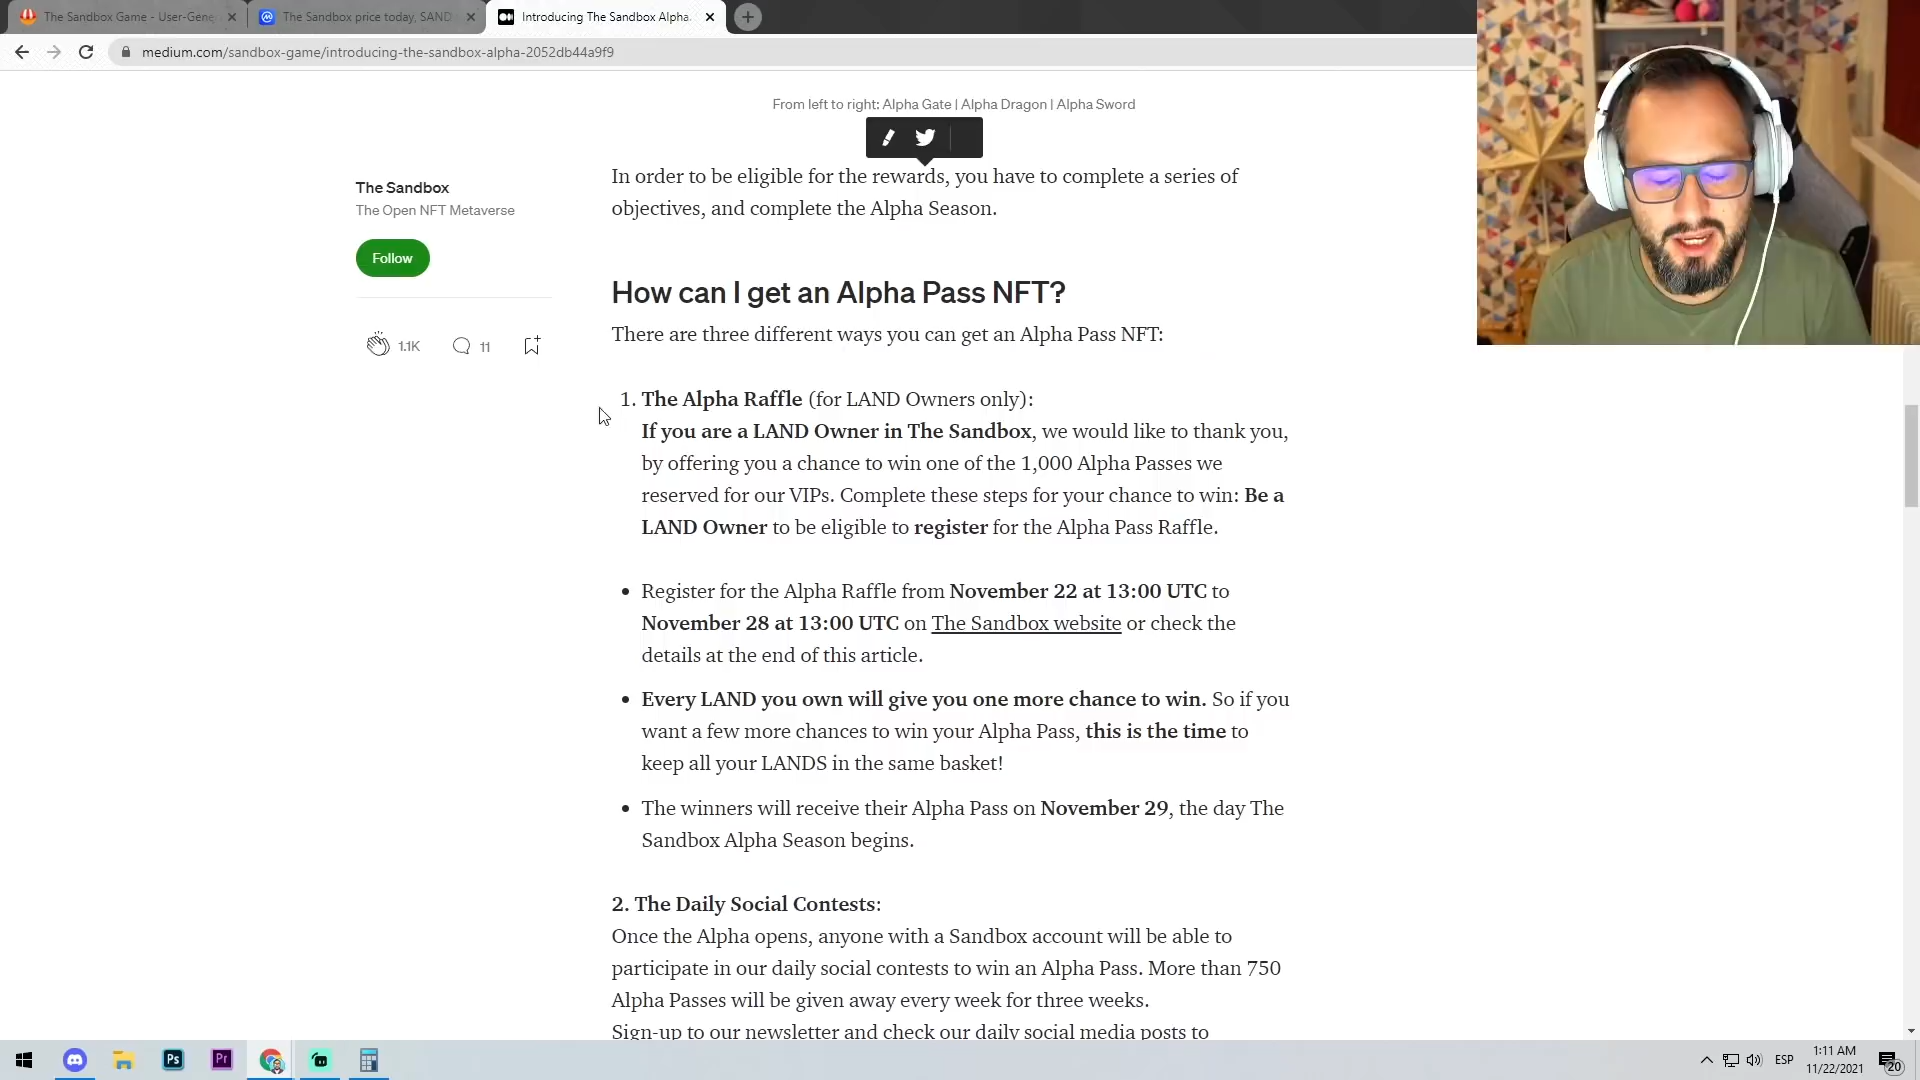 The Sandbox Game - User-Gene
The Sandbox price today, SAND
Introducing The Sandbox Alpha.
medium.com/sandbox-game/introducing-the-sandbox-alpha-2052db44a9f9
From left to right: Alpha Gate | Alpha Dragon | Alpha Sword
The Sandbox
The Open NFT Metaverse
Follow
1.1K
11
In order to be eligible for the rewards, you have to complete a series of
objectives, and complete the Alpha Season.
How can I get an Alpha Pass NFT?
There are three different ways you can get an Alpha Pass NFT:
1. The Alpha Raffle (for LAND Owners only):
If you are a LAND Owner in The Sandbox, we would like to thank you,
by offering you a chance to win one of the 1,000 Alpha Passes we
reserved for our VIPs. Complete these steps for your chance to win: Be a
LAND Owner to be eligible to register for the Alpha Pass Raffle.
• Register for the Alpha Raffle from November 22 at 13:00 UTC to
November 28 at 13:00 UTC on The Sandbox website or check the
details at the end of this article.
• Every LAND you own will give you one more chance to win. So if you
want a few more chances to win your Alpha Pass, this is the time to
keep all your LANDS in the same basket!
• The winners will receive their Alpha Pass on November 29, the day The
Sandbox Alpha Season begins.
2. The Daily Social Contests:
Once the Alpha opens, anyone with a Sandbox account will be able to
participate in our daily social contests to win an Alpha Pass. More than 750
Alpha Passes will be given away every week for three weeks.
Sign-up to our newsletter and check our daily social media posts to
Ps
Pr
ESP
1:11 AM
11/22/2021
20